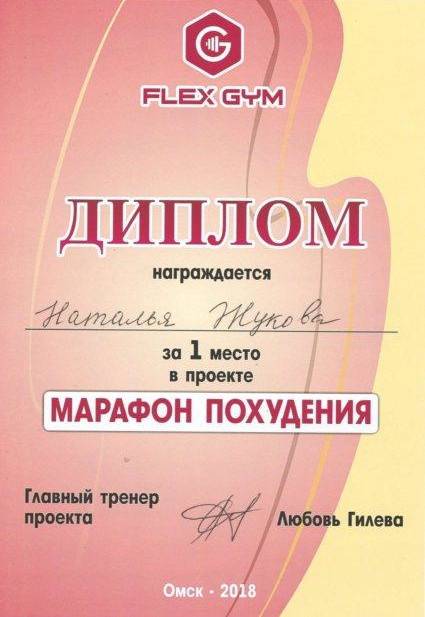 G
FLEX GYM
ДИПЛОМ
награждается
Наталья Жукова
за 1 место
в проекте
МАРАФОН ПОХУДЕНИЯ
Главный тренер
проекта
Любовь Гилева
Омск - 2018